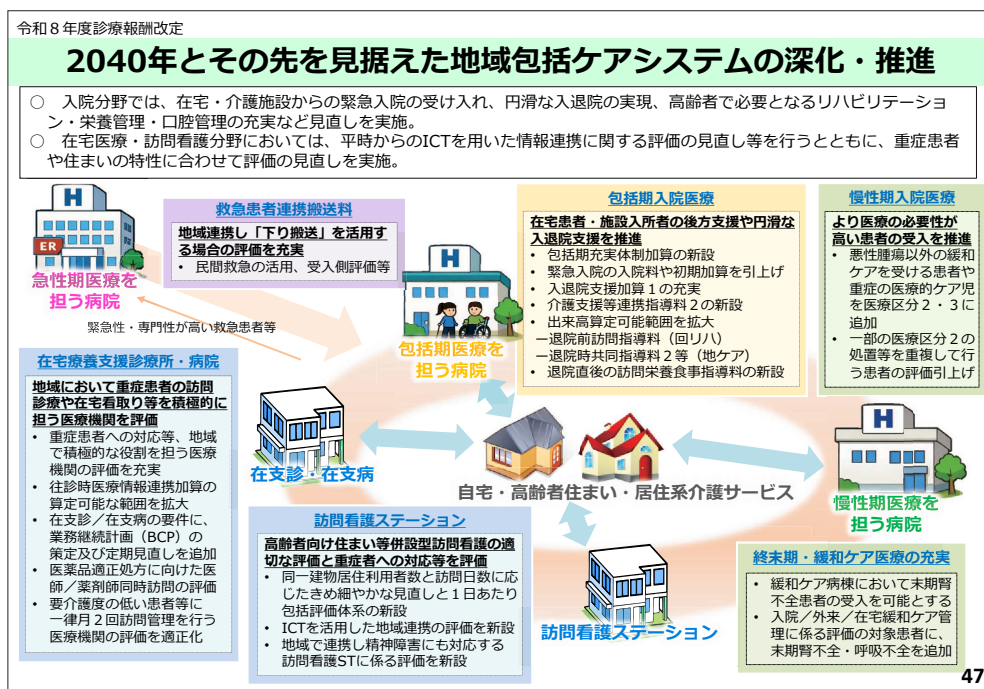 令和8年度診療報酬改定
2040年とその先を見据えた地域包括ケアシステムの深化・推進
○ 入院分野では、在宅・介護施設からの緊急入院の受け入れ、円滑な入退院の実現、高齢者で必要となるリハビリテーショ
ン・栄養管理・口腔管理の充実など見直しを実施。
○ 在宅医療・訪問看護分野においては、平時からのICTを用いた情報連携に関する評価の見直し等を行うとともに、重症患者
や住まいの特性に合わせて評価の見直しを実施。
H
ER
急性期医療を
担う病院
救急患者連携搬送料
地域連携し「下り搬送」を活用す
る場合の評価を充実
• 民間救急の活用、受入側評価等
緊急性・専門性が高い救急患者等
H
包括期医療を
担う病院
包括期入院医療
在宅患者・施設入所者の後方支援や円滑な
入退院支援を推進
• 包括期充実体制加算の新設
• 緊急入院の入院料や初期加算を引上げ
• 入退院支援加算1の充実
• 介護支援等連携指導料2の新設
• 出来高算定可能範囲を拡大
－退院前訪問指導料（回リハ）
－退院時共同指導料2等（地ケア）
• 退院直後の訪問栄養食事指導料の新設
慢性期入院医療
より医療の必要性が
高い患者の受入を推進
• 悪性腫瘍以外の緩和
ケアを受ける患者や
重症の医療的ケア児
を医療区分2・3に
追加
• 一部の医療区分2の
処置等を重複して行
う患者の評価引上げ
在宅療養支援診療所・病院
地域において重症患者の訪問
診療や在宅看取り等を積極的に
担う医療機関を評価
• 重症患者への対応等、地域
で積極的な役割を担う医療
機関の評価を充実
• 往診時医療情報連携加算の
算定可能な範囲を拡大
• 在支診／在支病の要件に、
業務継続計画（BCP）の
策定及び定期見直しを追加
• 医薬品適正処方に向けた医
師／薬剤師同時訪問の評価
• 要介護度の低い患者等に
一律月2回訪問管理を行う
医療機関の評価を適正化
在支診・在支病
自宅・高齢者住まい・居住系介護サービス
H
慢性期医療を
担う病院
訪問看護ステーション
高齢者向け住まい等併設型訪問看護の適
切な評価と重症者への対応等を評価
• 同一建物居住利用者数と訪問日数に応
じたきめ細やかな見直しと1日あたり
包括評価体系の新設
• ICTを活用した地域連携の評価を新設
• 地域で連携し精神障害にも対応する
訪問看護STに係る評価を新設
訪問看護ステーション
終末期・緩和ケア医療の充実
• 緩和ケア病棟において末期腎
不全患者の受入を可能とする
• 入院／外来／在宅緩和ケア管
理に係る評価の対象患者に、
末期腎不全・呼吸不全を追加
47